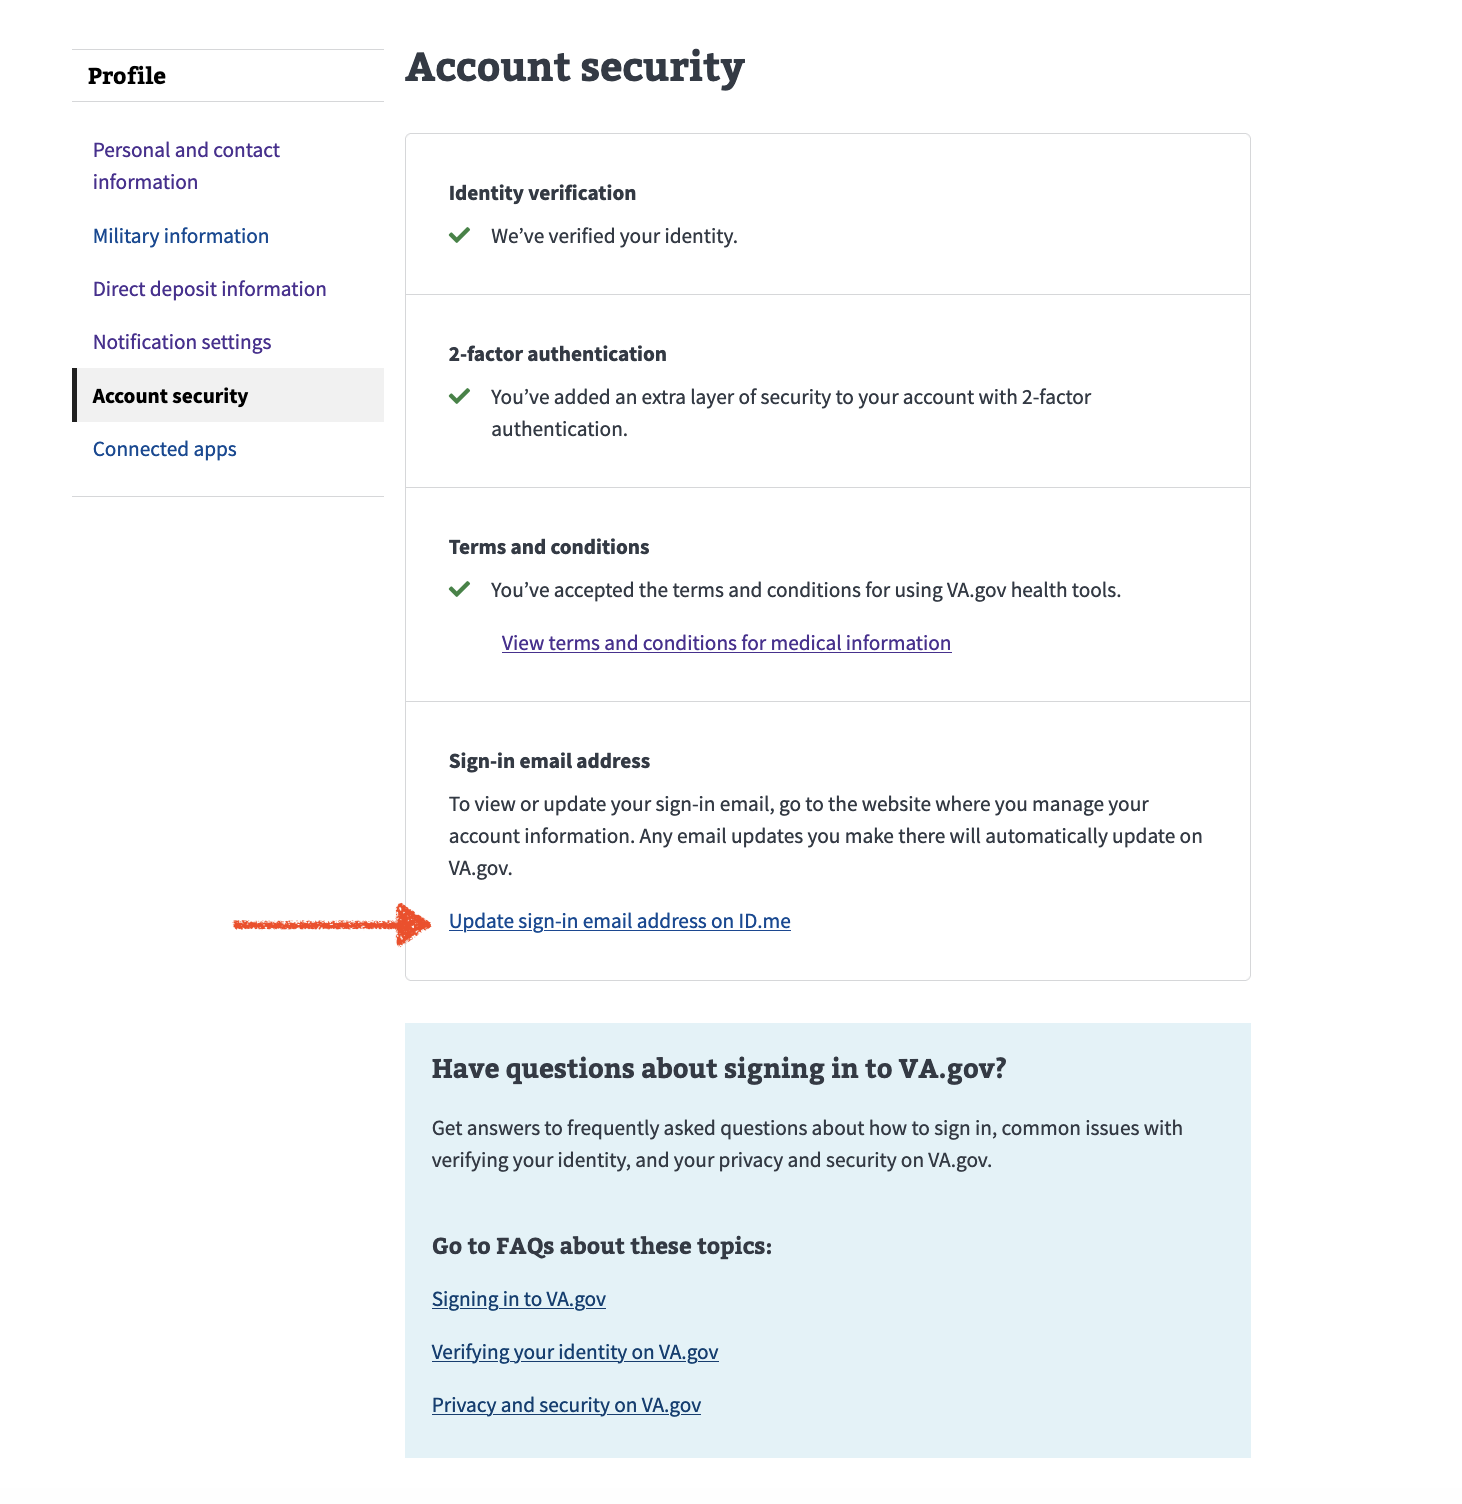 Profile
Personal and contact
information
Military information
Direct deposit information
Notification settings
Account security
Connected apps
Account security
Identity verification
We’ve verified your identity.
2-factor authentication
You’ve added an extra layer of security to your account with 2-factor
authentication.
Terms and conditions
You’ve accepted the terms and conditions for using VA.gov health tools.
View terms and conditions for medical information
Sign-in email address
To view or update your sign-in email, go to the website where you manage your
account information. Any email updates you make there will automatically update on
VA.gov.
Update sign-in email address on ID.me
Have questions about signing in to VA.gov?
Get answers to frequently asked questions about how to sign in, common issues with
verifying your identity, and your privacy and security on VA.gov.
Go to FAQs about these topics:
Signing in to VA.gov
Verifying your identity on VA.gov
Privacy and security on VA.gov